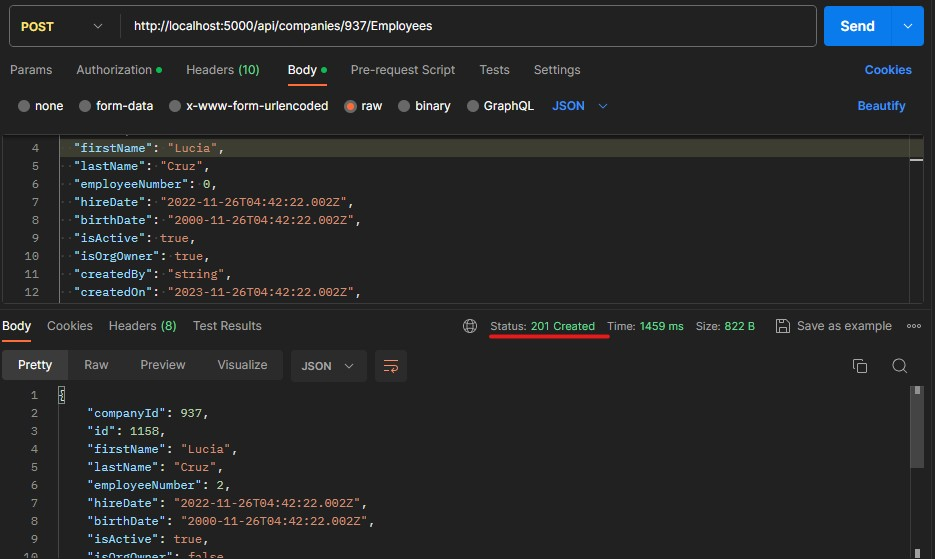 POST http://localhost:5000/api/companies/937/Employees Send
Params Authorization Headers (10) Body Pre-request Script Tests Settings Cookies
none form-data x-www-form-urlencoded raw binary GraphQL JSON Beautify
4 "firstName": "Lucia",
5 "lastName": "Cruz",
6 "employeeNumber": 0,
7 "hireDate": "2022-11-26T04:42:22.002Z",
8 "birthDate": "2000-11-26T04:42:22.002Z",
9 "isActive": true,
10 "isOrgOwner": true,
11 "createdBy": "string",
12 "createdOn": "2023-11-26T04:42:22.002Z",
Body Cookies Headers (8) Test Results Status: 201 Created Time: 1459 ms Size: 822 B Save as example
Pretty Raw Preview Visualize JSON
1 {
2 "companyId": 937,
3 "id": 1158,
4 "firstName": "Lucia",
5 "lastName": "Cruz",
6 "employeeNumber": 2,
7 "hireDate": "2022-11-26T04:42:22.002Z",
8 "birthDate": "2000-11-26T04:42:22.002Z",
9 "isActive": true,
10 "isOrgOwner": false